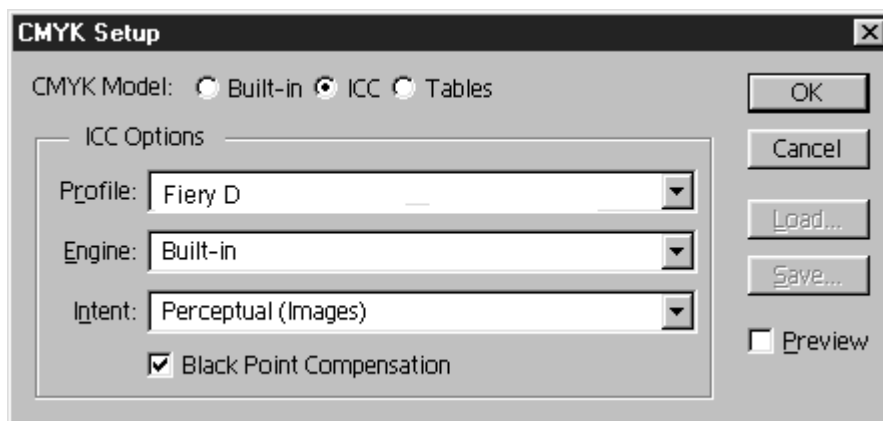 CMYK Setup
CMYK Model: Built-in ICC Tables
OK
ICC Options
Cancel
Profile: Fiery D
Load...
Engine: Built-in
Save...
Intent: Perceptual (Images)
Preview
Black Point Compensation